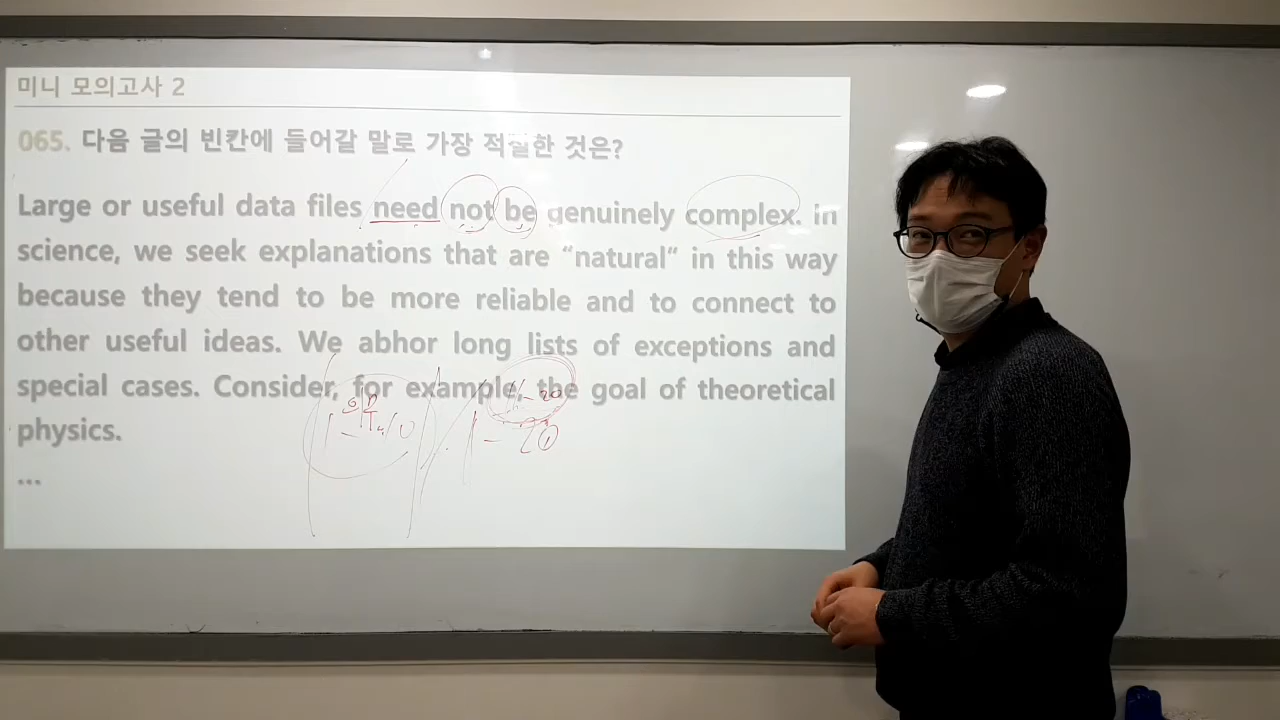 미니 모의고사 2
065. 다음 글의 빈칸에 들어갈 말로 가장 적절한 것은?
Large or useful data files need not be genuinely complex. In
science, we seek explanations that are “natural” in this way
because they tend to be more reliable and to connect to
other useful ideas. We abhor long lists of exceptions and
special cases. Consider, for example, the goal of theoretical
physics.
...